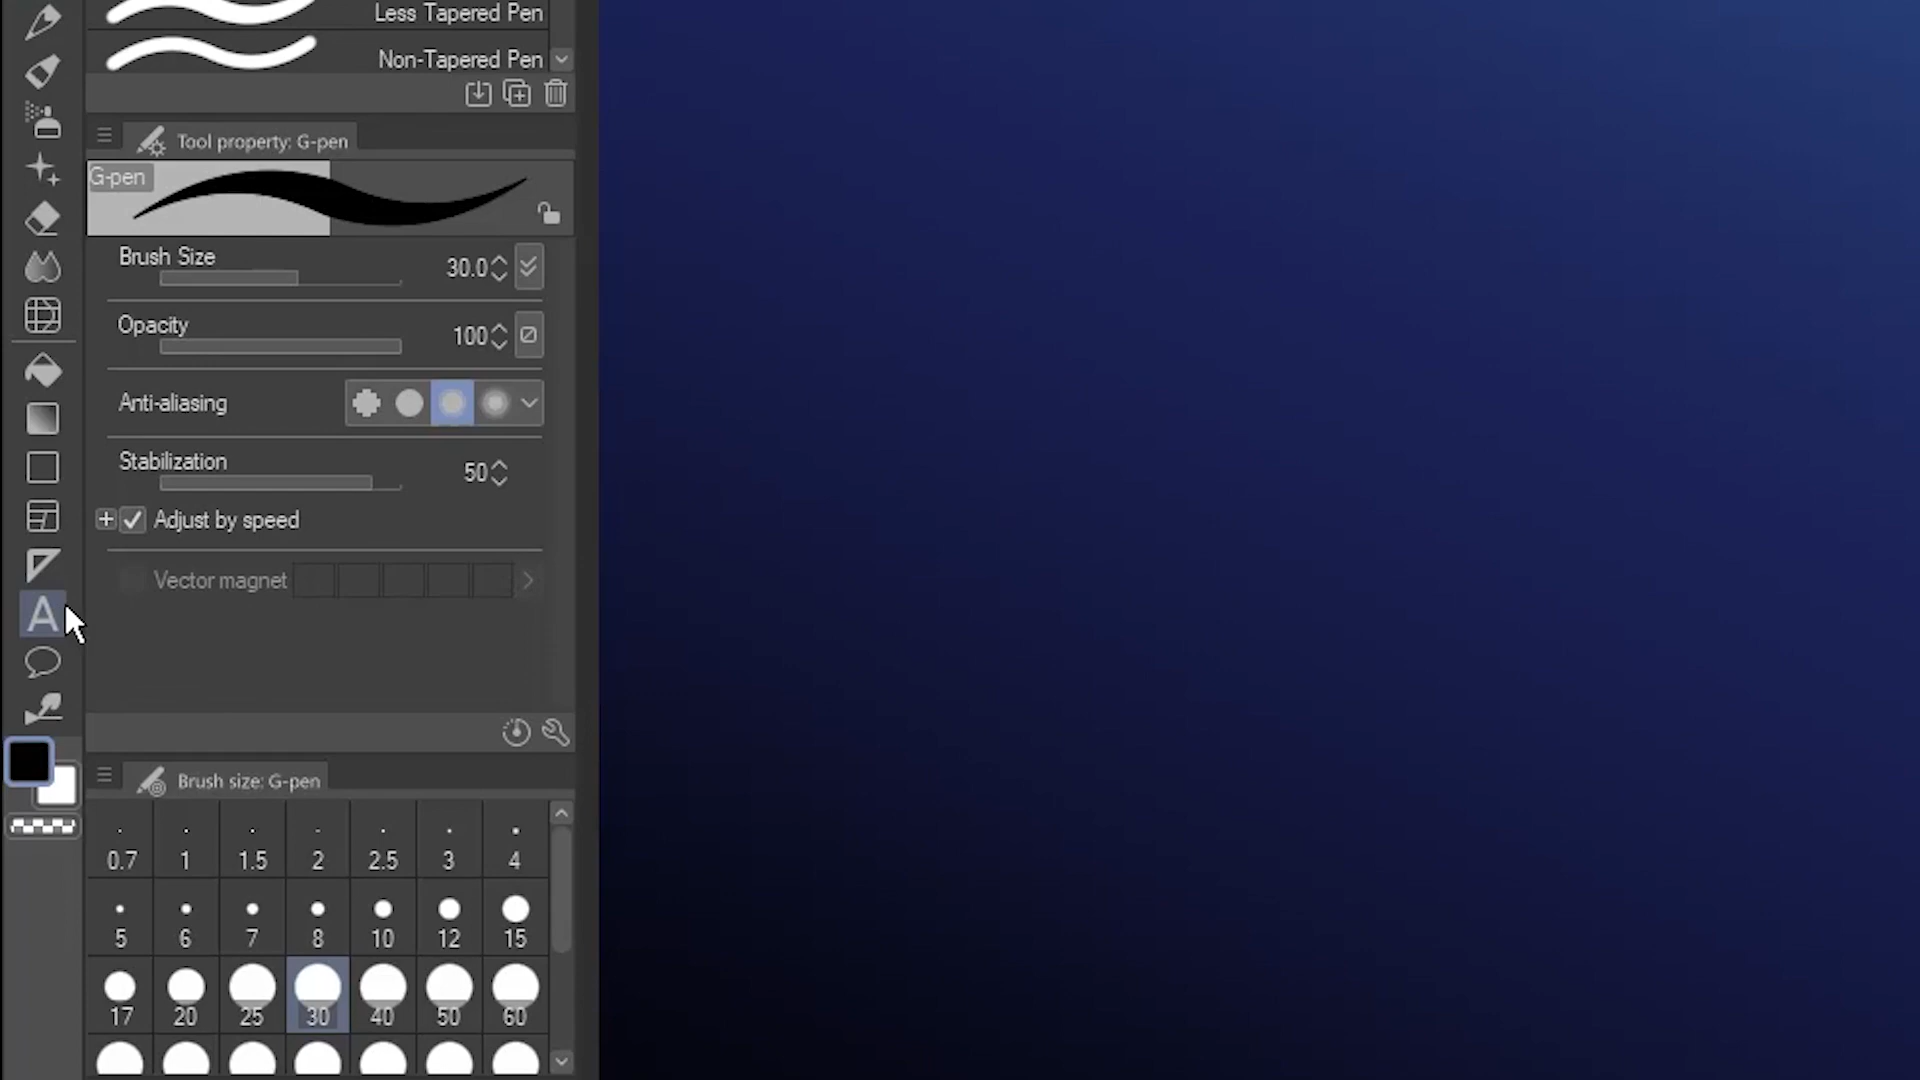 Less Tapered Pen
Non-Tapered Pen
Tool property: G-pen
G-pen
Brush Size 30.0
Opacity 100
Anti-aliasing
Stabilization 50
Adjust by speed
Vector magnet
A
Brush size: G-pen
0.7 1 1.5 2 2.5 3 4
5 6 7 8 10 12 15
17 20 25 30 40 50 60